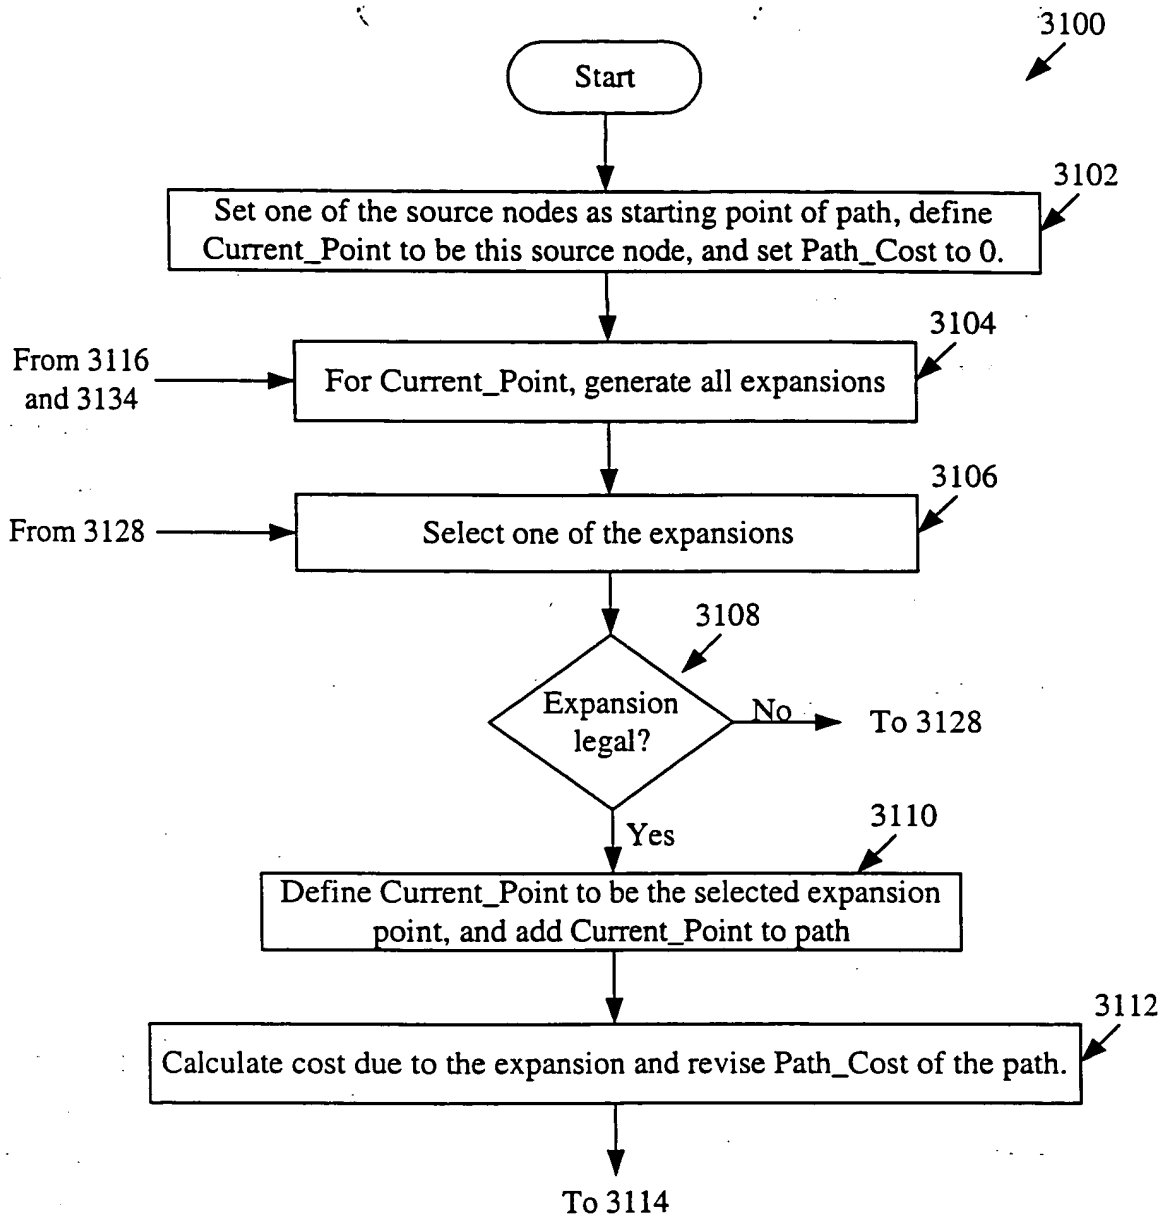 3100
Start
3102
Set one of the source nodes as starting point of path, define
Current_Point to be this source node, and set Path_Cost to 0.
3104
From 3116
and 3134
For Current_Point, generate all expansions
3106
From 3128
Select one of the expansions
3108
Expansion
legal?
No
To 3128
Yes
3110
Define Current_Point to be the selected expansion
point, and add Current_Point to path
3112
Calculate cost due to the expansion and revise Path_Cost of the path.
To 3114